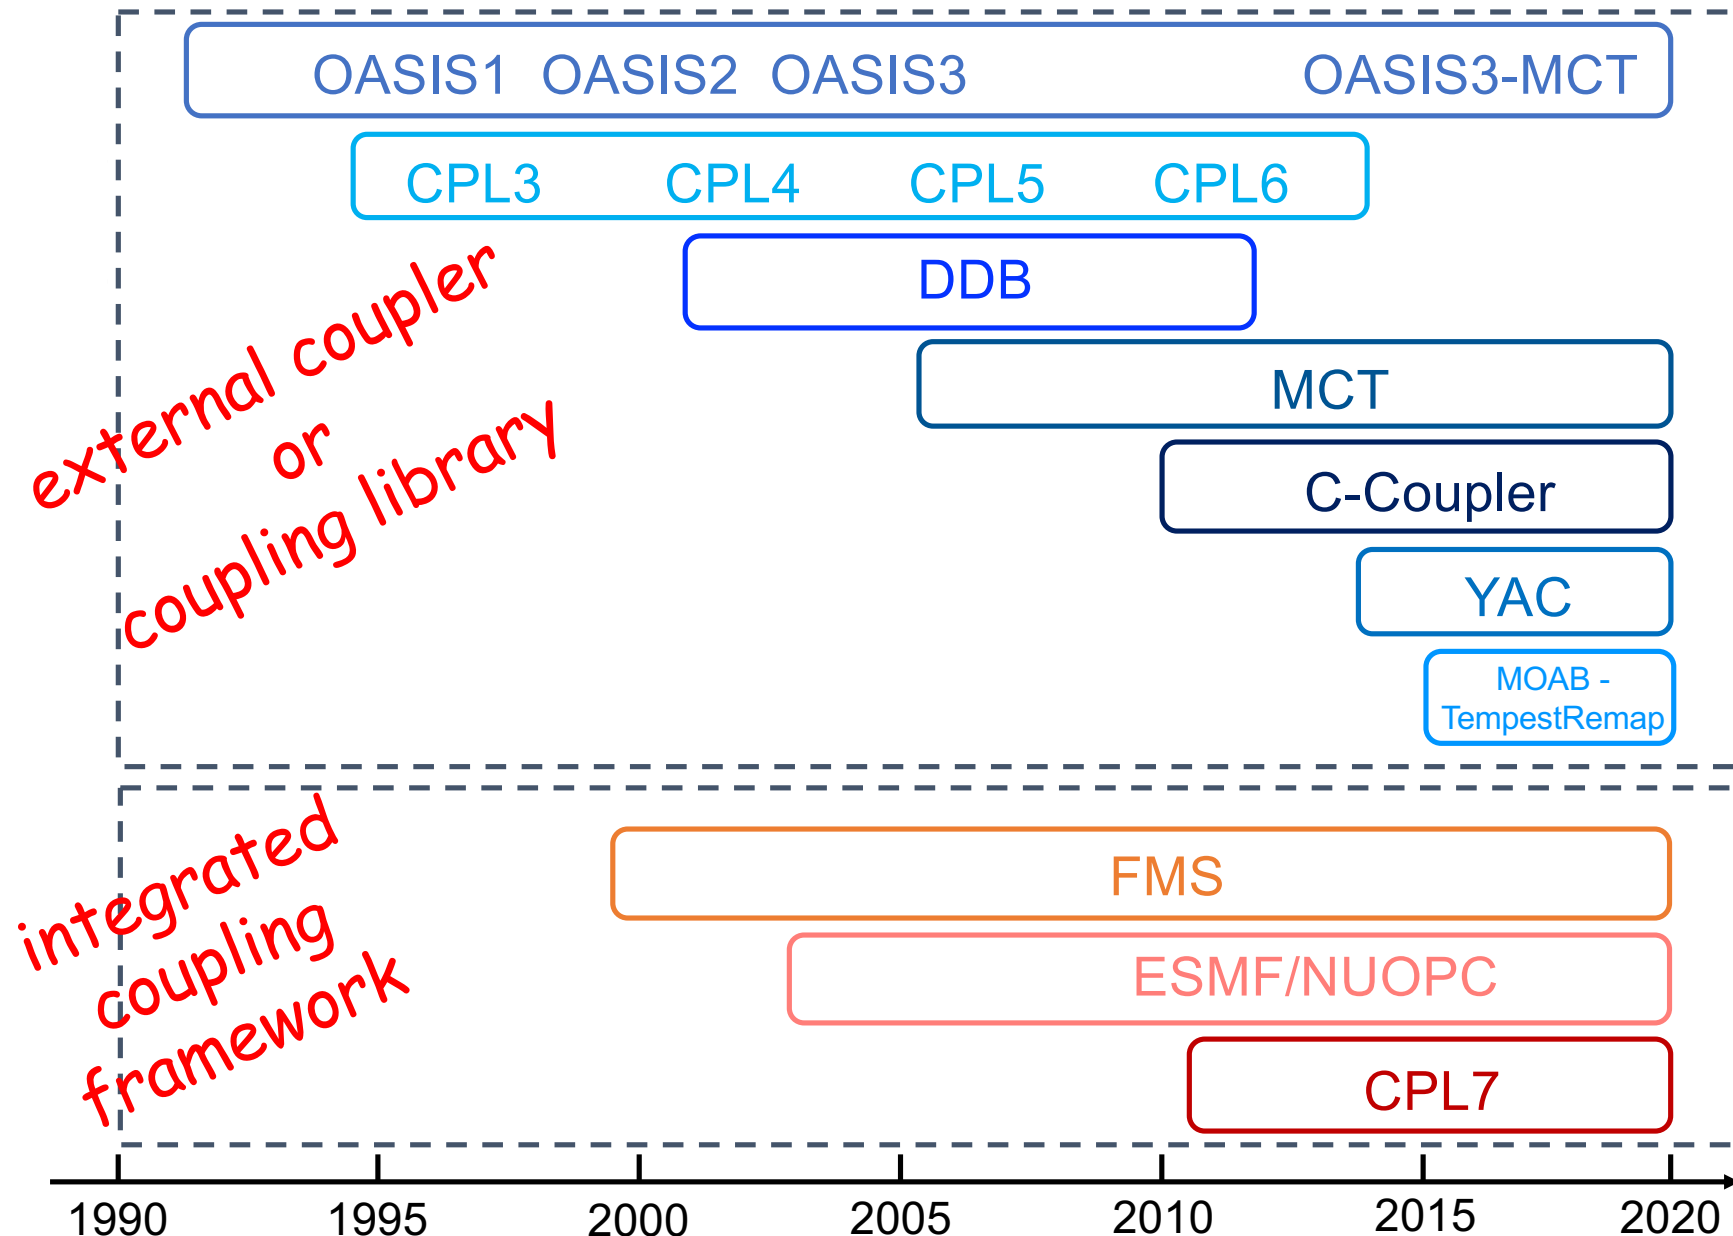 OASIS1 OASIS2 OASIS3 OASIS3-MCT
CPL3 CPL4 CPL5 CPL6
DDB
MCT
C-Coupler
YAC
MOAB -
TempestRemap
external coupler
or
coupling library
FMS
ESMF/NUOPC
CPL7
integrated
coupling
framework
1990 1995 2000 2005 2010 2015 2020